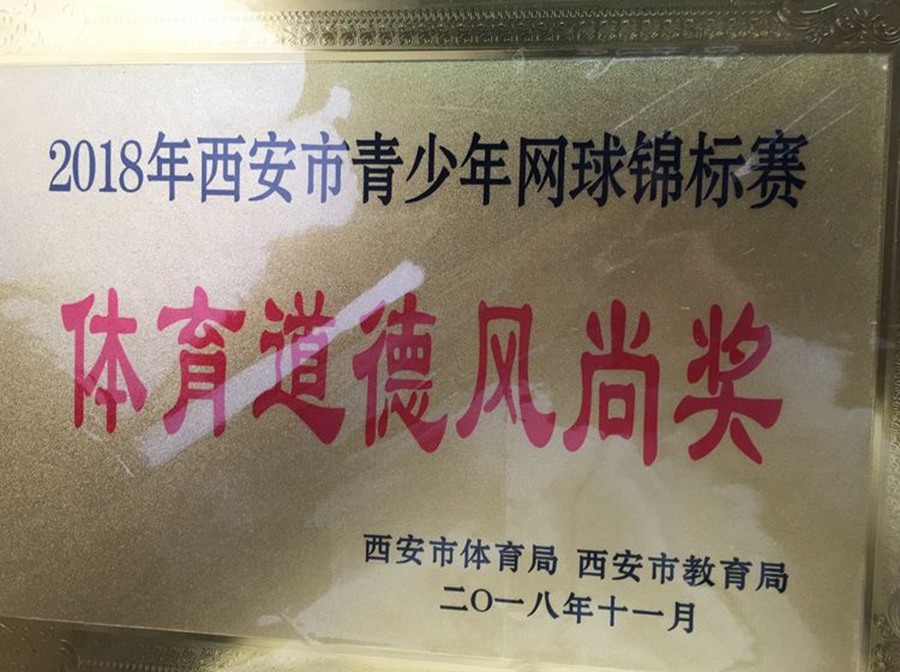 2018年西安市青少年网球锦标赛
体育道德风尚奖
西安市体育局 西安市教育局
二〇一八年十一月